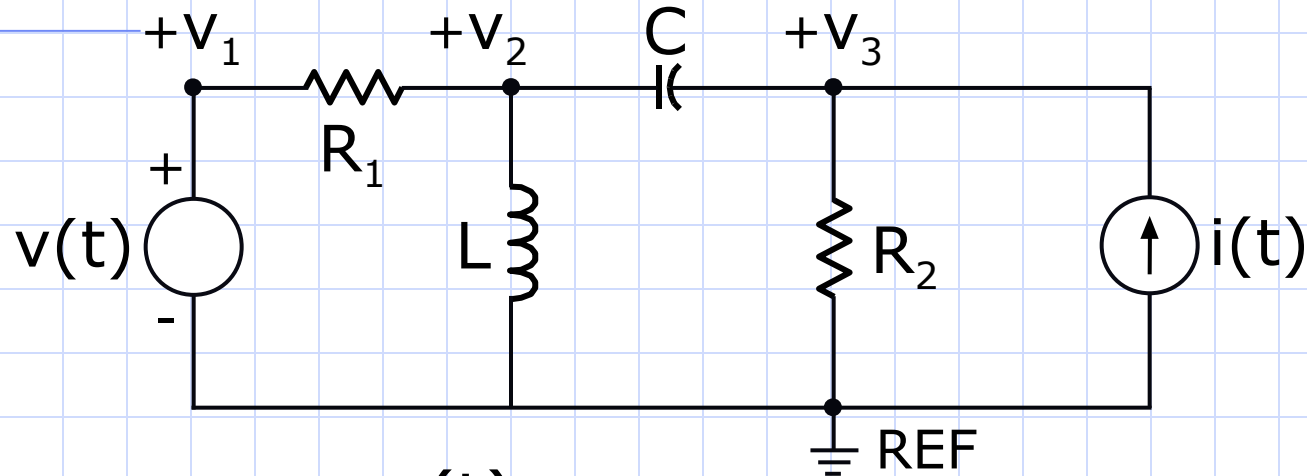 +v₁ +v₂ C +v₃
R₁
+
v(t) L R₂ i(t)
-
REF